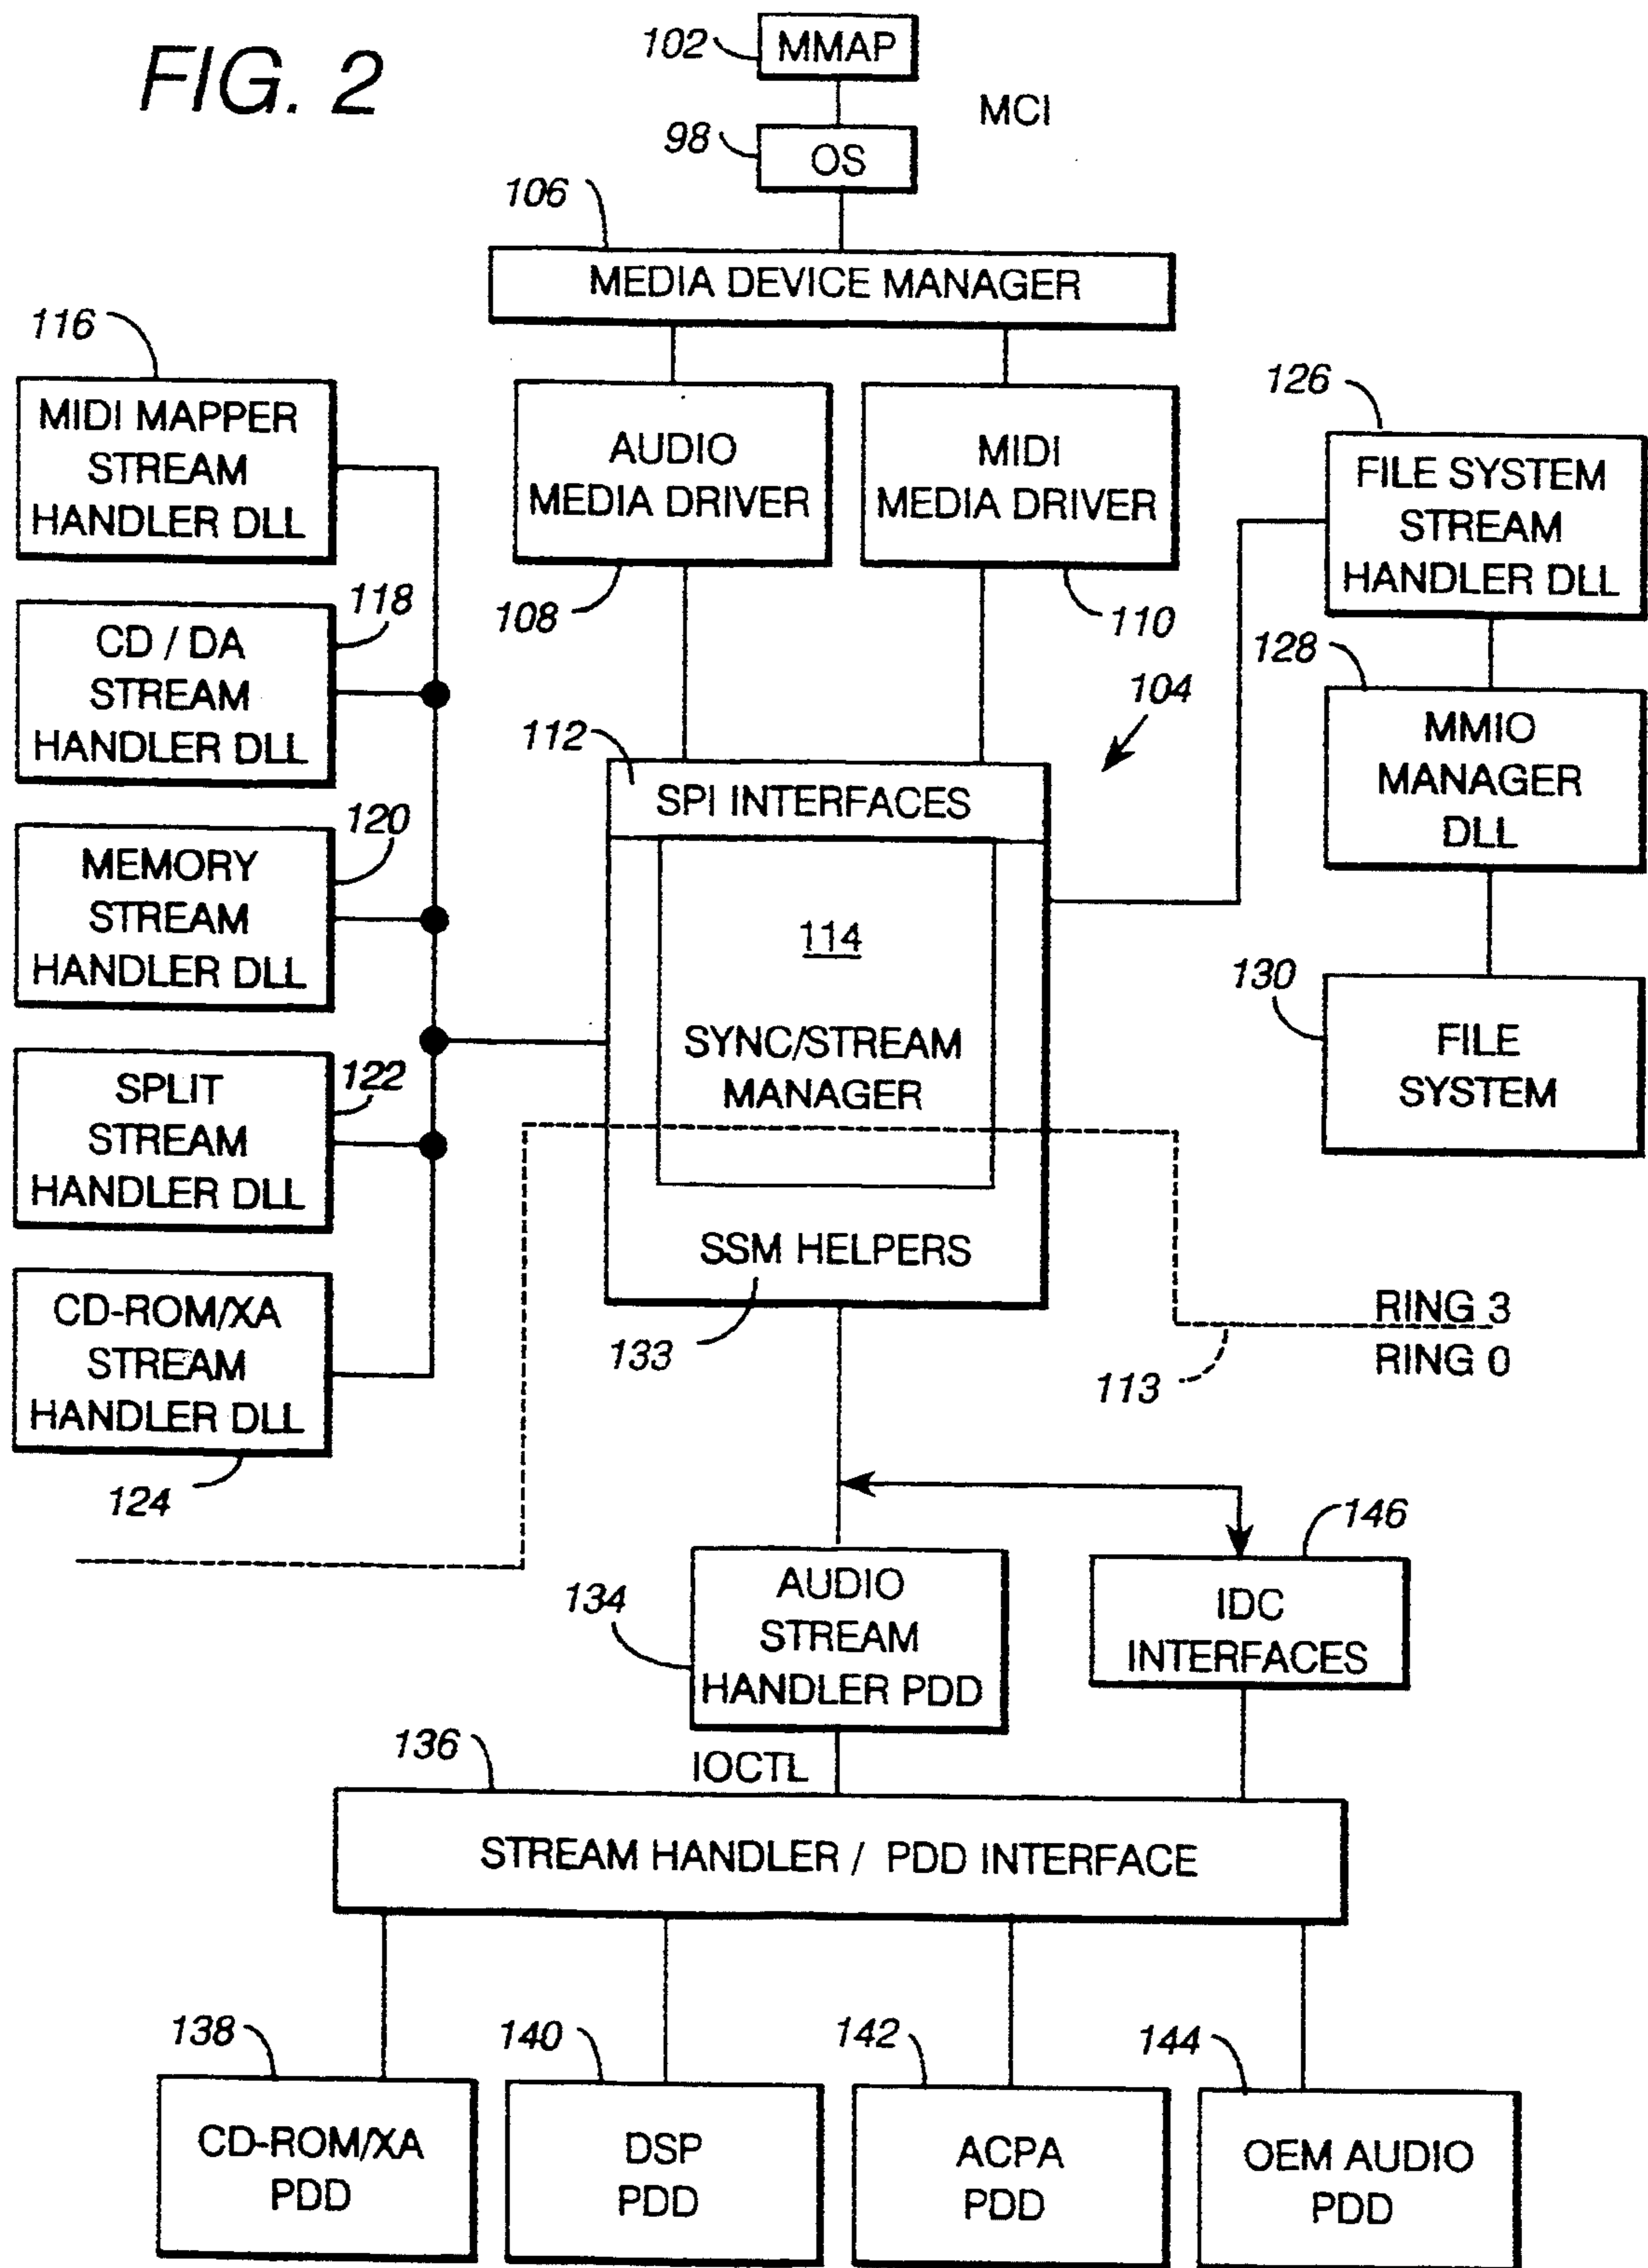 FIG. 2
102
MMAP
MCI
98
OS
106
MEDIA DEVICE MANAGER
116
MIDI MAPPER
STREAM
HANDLER DLL
AUDIO
MEDIA DRIVER
108
MIDI
MEDIA DRIVER
110
126
FILE SYSTEM
STREAM
HANDLER DLL
118
CD / DA
STREAM
HANDLER DLL
128
MMIO
MANAGER
DLL
104
112
SPI INTERFACES
120
MEMORY
STREAM
HANDLER DLL
114
SYNC/STREAM
MANAGER
130
FILE
SYSTEM
122
SPLIT
STREAM
HANDLER DLL
SSM HELPERS
133
CD-ROM/XA
STREAM
HANDLER DLL
124
RING 3
RING 0
113
134
AUDIO
STREAM
HANDLER PDD
146
IDC
INTERFACES
136
IOCTL
STREAM HANDLER / PDD INTERFACE
138
CD-ROM/XA
PDD
140
DSP
PDD
142
ACPA
PDD
144
OEM AUDIO
PDD